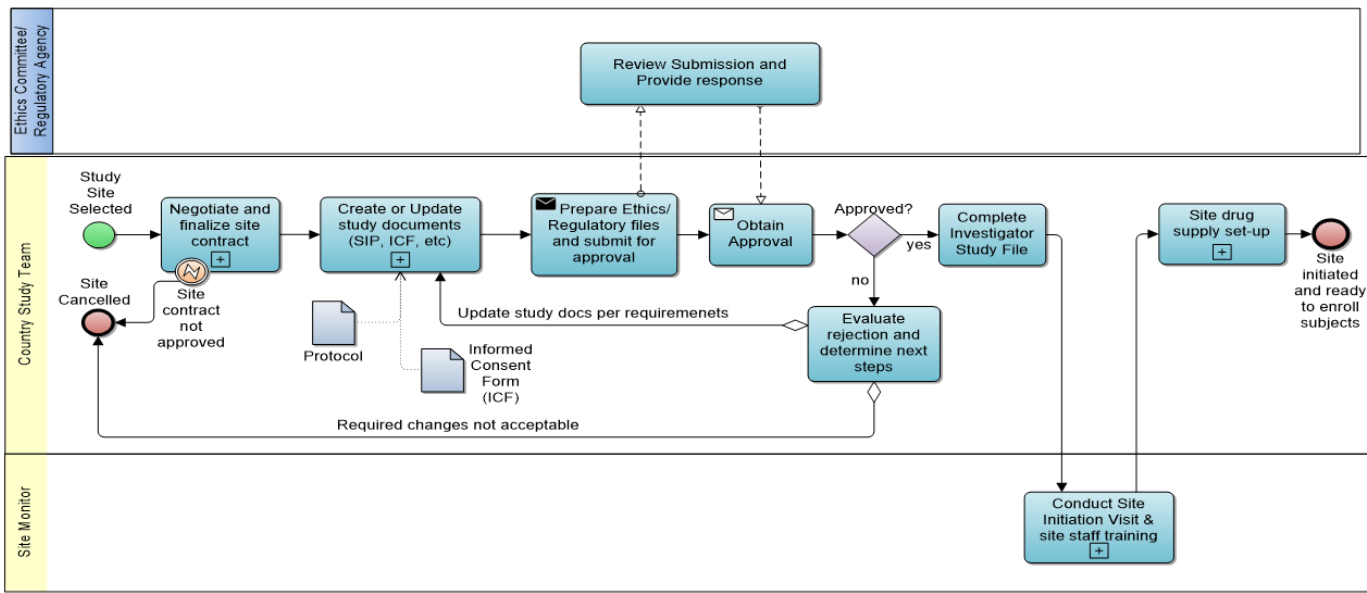 Ethics Committee/
Regulatory Agency
Review Submission and
Provide response
Country Study Team
Study
Site
Selected
Negotiate and
finalize site
contract
Create or Update
study documents
(SIP, ICF, etc)
Prepare Ethics/
Regulatory files
and submit for
approval
Obtain
Approval
Approved?
yes
no
Complete
Investigator
Study File
Site drug
supply set-up
Site
initiated
and ready
to enroll
subjects
Site
Cancelled
Site
contract
not
approved
Update study docs per requiremenets
Evaluate
rejection and
determine next
steps
Protocol
Informed
Consent
Form
(ICF)
Required changes not acceptable
Site Monitor
Conduct Site
Initiation Visit &
site staff training